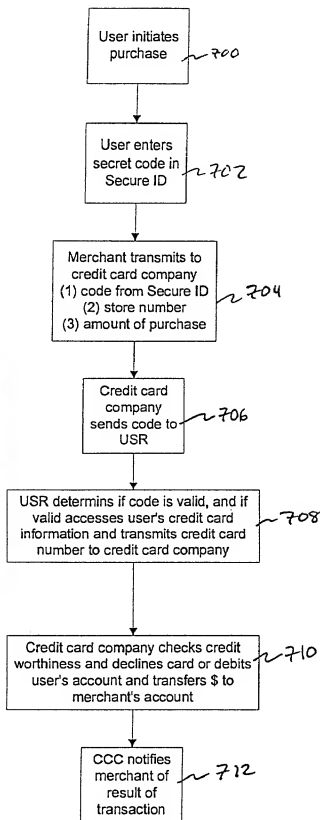 User initiates
purchase
700
User enters
secret code in
Secure ID
702
Merchant transmits to
credit card company
(1) code from Secure ID
(2) store number
(3) amount of purchase
704
Credit card
company
sends code to
USR
706
USR determins if code is valid, and if
valid accesses user's credit card
information and transmits credit card
number to credit card company
708
Credit card company checks credit
worthiness and declines card or debits
user's account and transfers $ to
merchant's account
710
CCC notifies
merchant of
result of
transaction
712